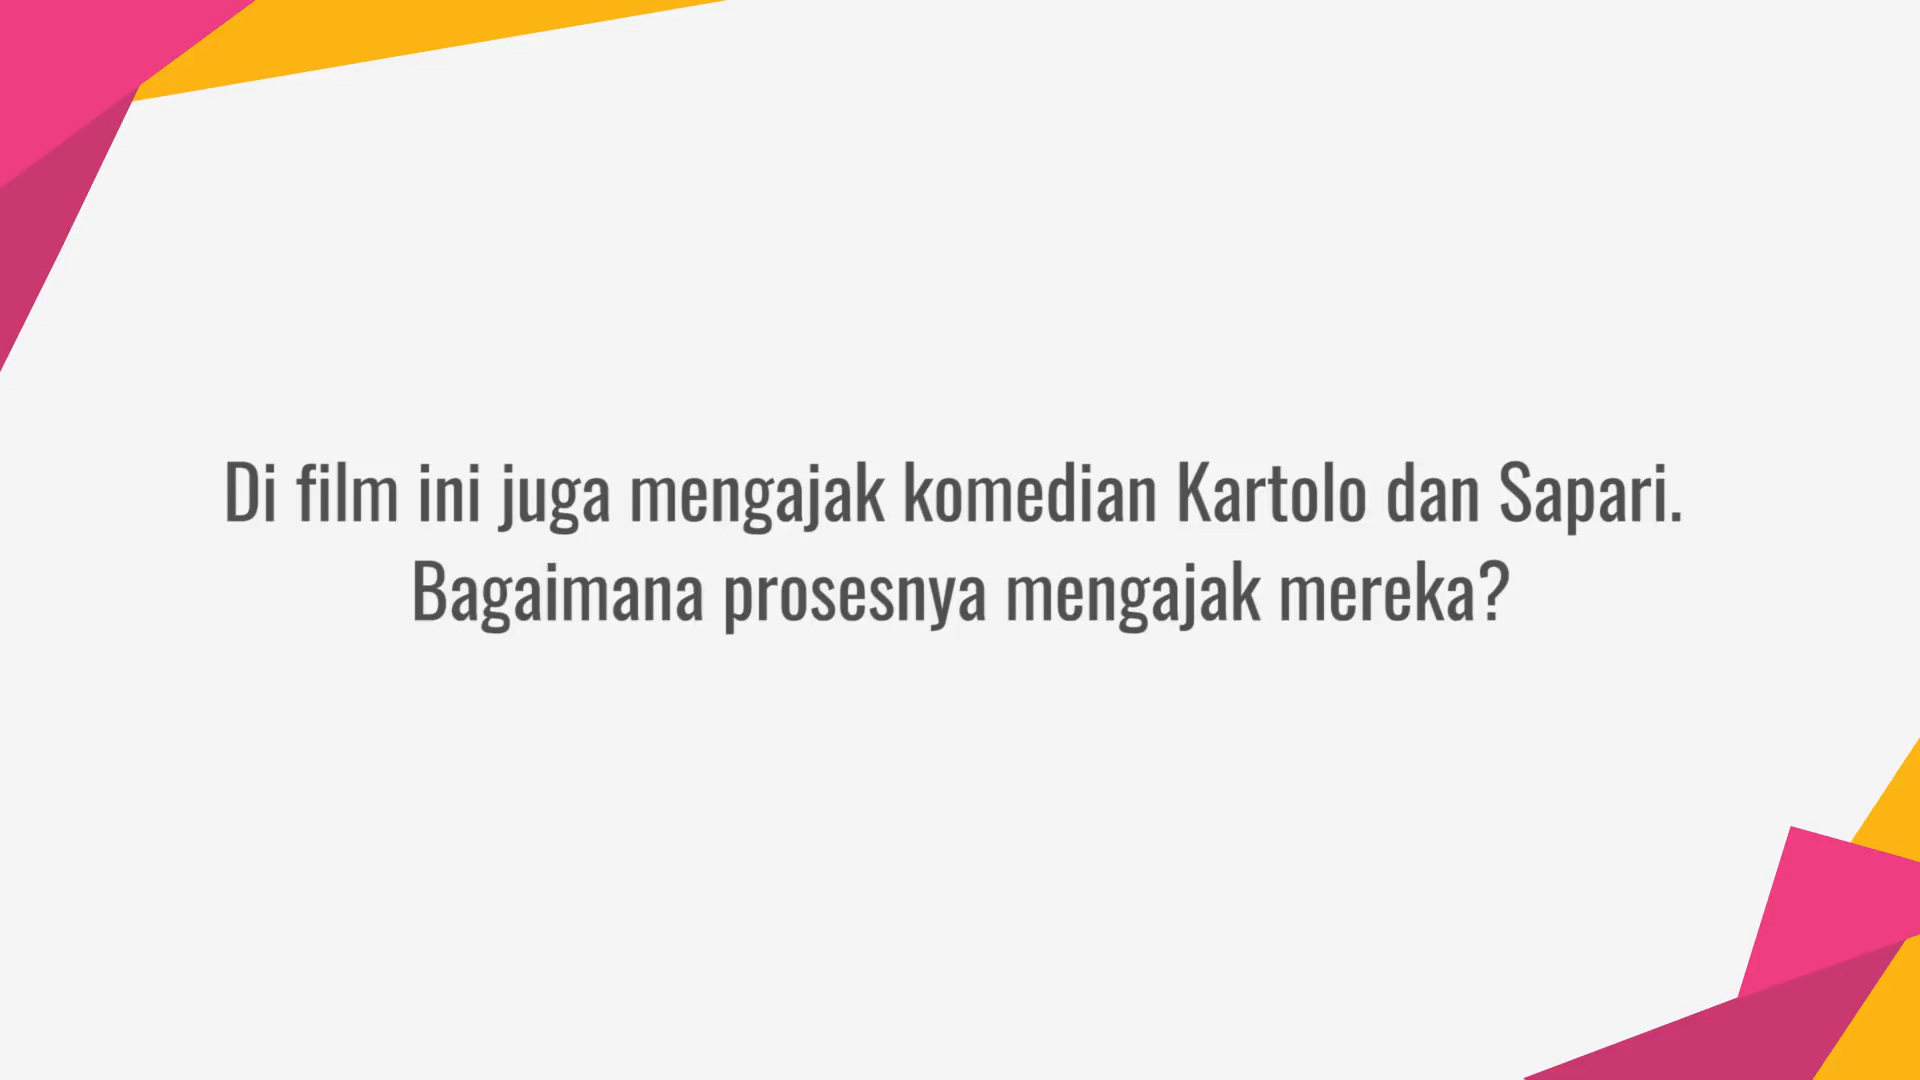 Di film ini juga mengajak komedian Kartolo dan Sapari.
Bagaimana prosesnya mengajak mereka?